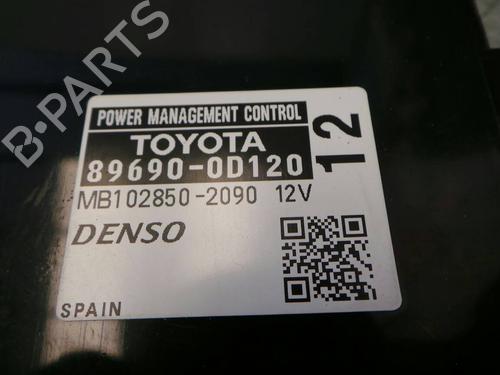 POWER MANAGEMENT CONTROL
TOYOTA
89690-0D120
12
MB102850-2090 12V
DENSO
SPAIN
B-PARTS